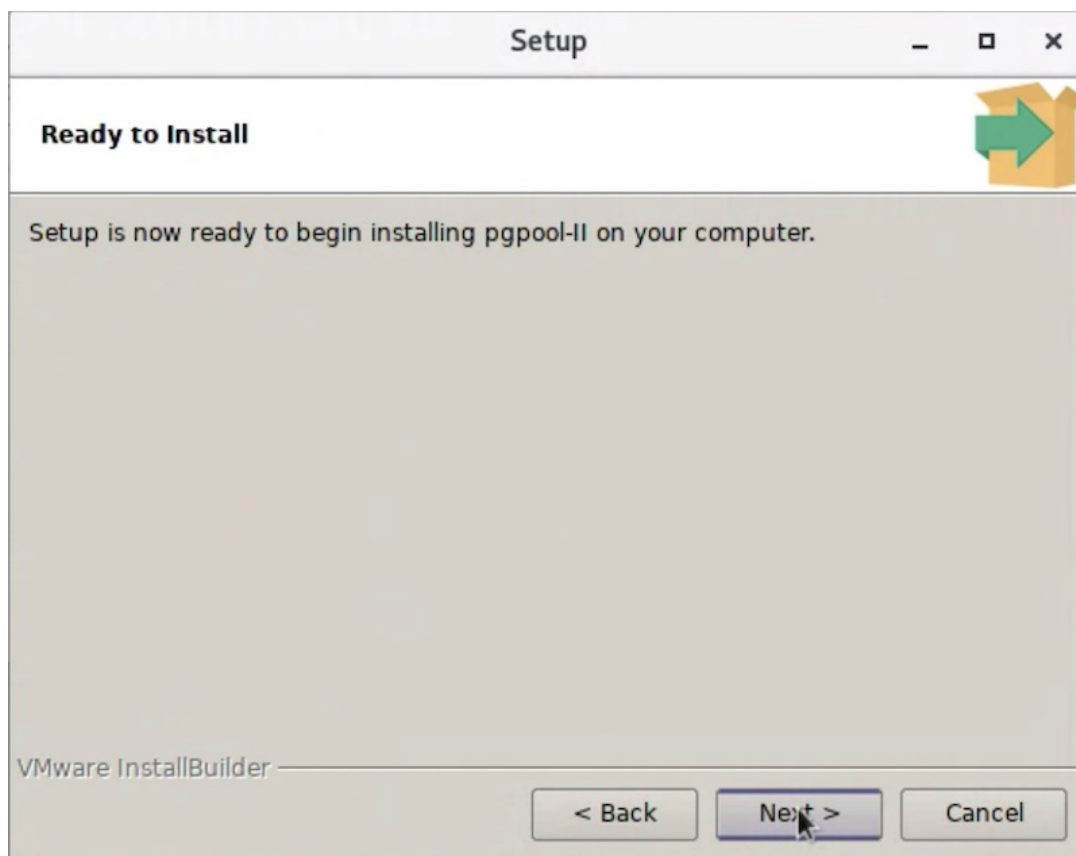 Setup
Ready to Install
Setup is now ready to begin installing pgpool-II on your computer.
VMware InstallBuilder
< Back Next > Cancel